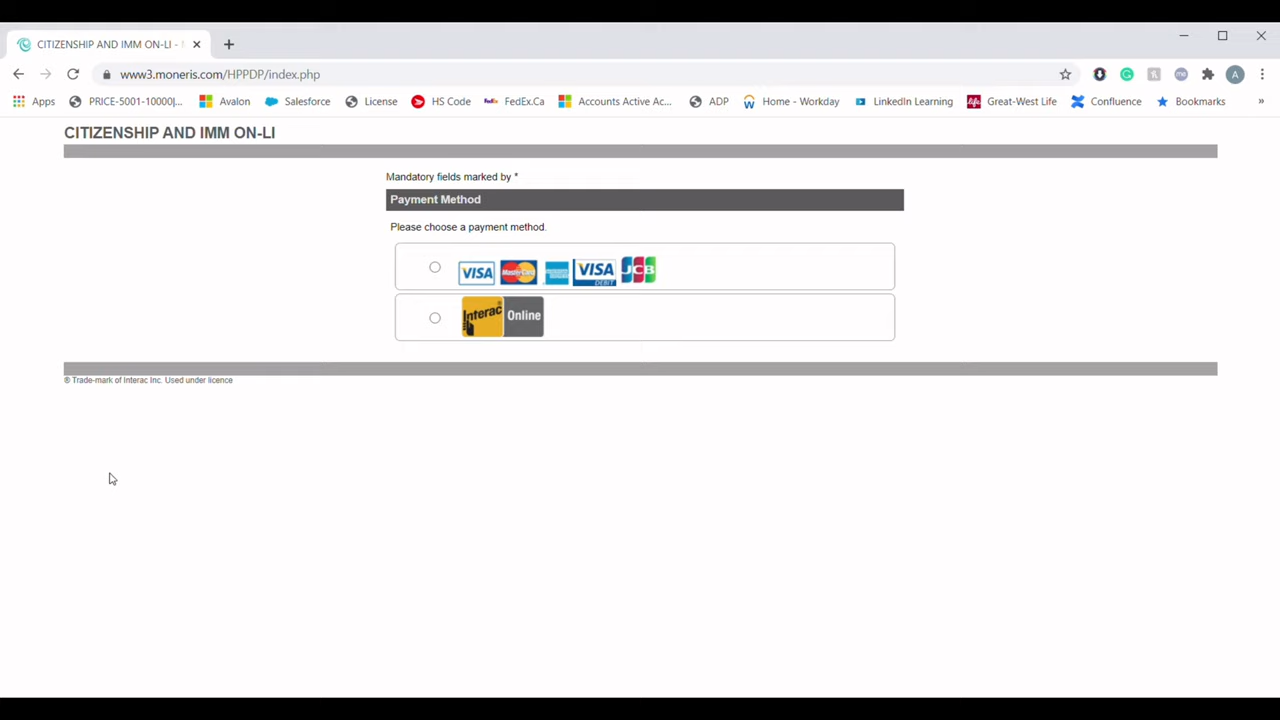 CITIZENSHIP AND IMM ON-LI -
www3.moneris.com/HPPDP/index.php
A
Apps PRICE-5001-10000|... Avalon Salesforce License HS Code FedEx FedEx.Ca Accounts Active Ac... ADP Home - Workday LinkedIn Learning life Great-West Life Confluence Bookmarks »
CITIZENSHIP AND IMM ON-LI
Mandatory fields marked by *
Payment Method
Please choose a payment method.
VISA MasterCard VISA DEBIT JCB
Interac® Online
® Trade-mark of Interac Inc. Used under licence